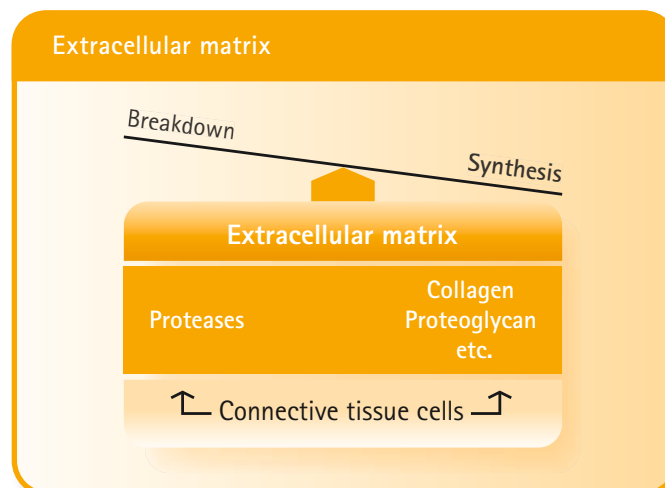 Extracellular matrix
Breakdown
Synthesis
Extracellular matrix
Proteases
Collagen
Proteoglycan
etc.
Connective tissue cells